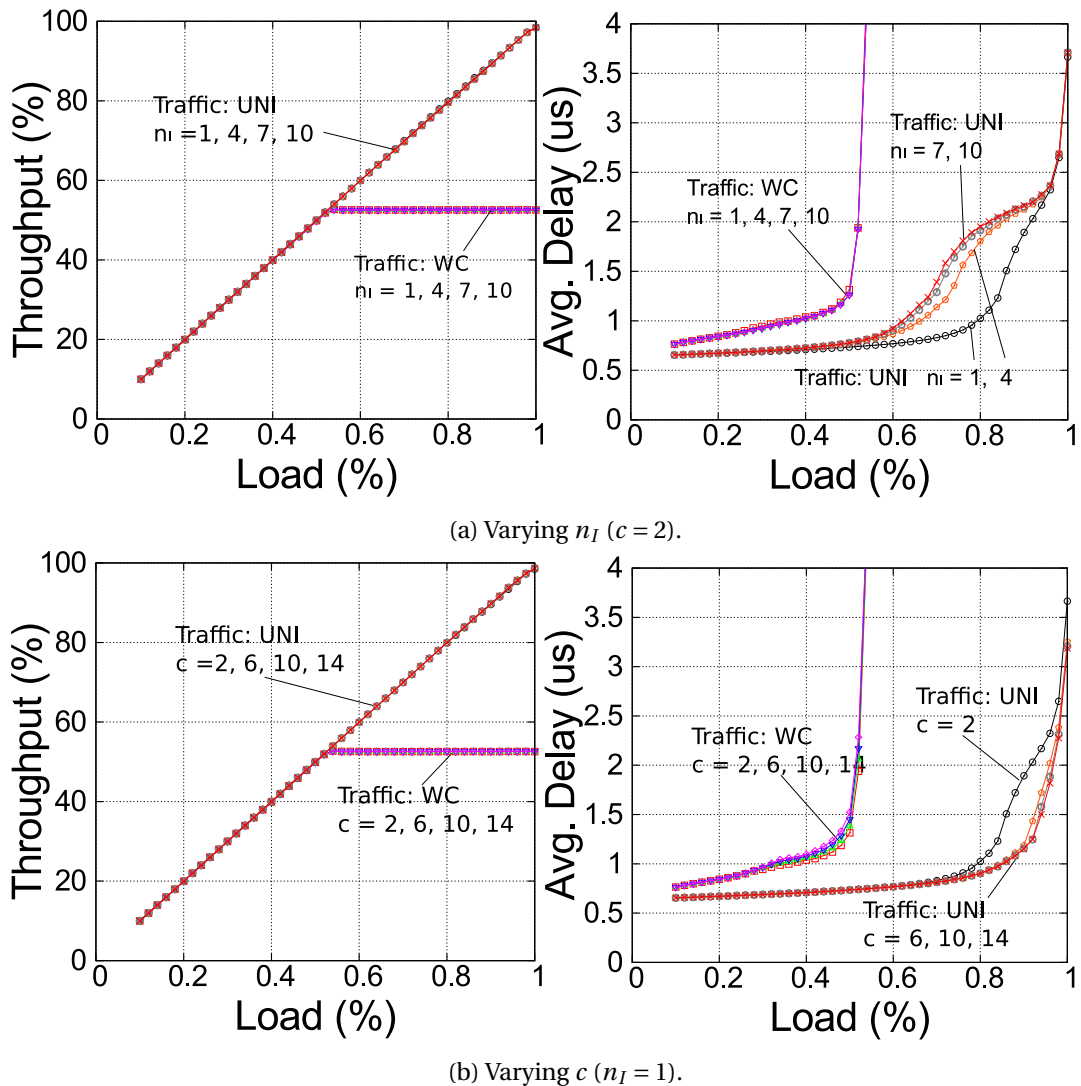 100
80
60
40
20
0
Throughput (%)
Traffic: UNI
nı =1, 4, 7, 10
Traffic: WC
nı = 1, 4, 7, 10
0 0.2 0.4 0.6 0.8 1
Load (%)
4
3.5
3
2.5
2
1.5
1
0.5
0
Avg. Delay (us)
Traffic: UNI
nı = 7, 10
Traffic: WC
nı = 1, 4, 7, 10
Traffic: UNI nı = 1, 4
0 0.2 0.4 0.6 0.8 1
Load (%)
(a) Varying n_I (c = 2).
100
80
60
40
20
0
Throughput (%)
Traffic: UNI
c =2, 6, 10, 14
Traffic: WC
c = 2, 6, 10, 14
0 0.2 0.4 0.6 0.8 1
Load (%)
4
3.5
3
2.5
2
1.5
1
0.5
0
Avg. Delay (us)
Traffic: UNI
c = 2
Traffic: WC
c = 2, 6, 10, 14
Traffic: UNI
c = 6, 10, 14
0 0.2 0.4 0.6 0.8 1
Load (%)
(b) Varying c (n_I = 1).